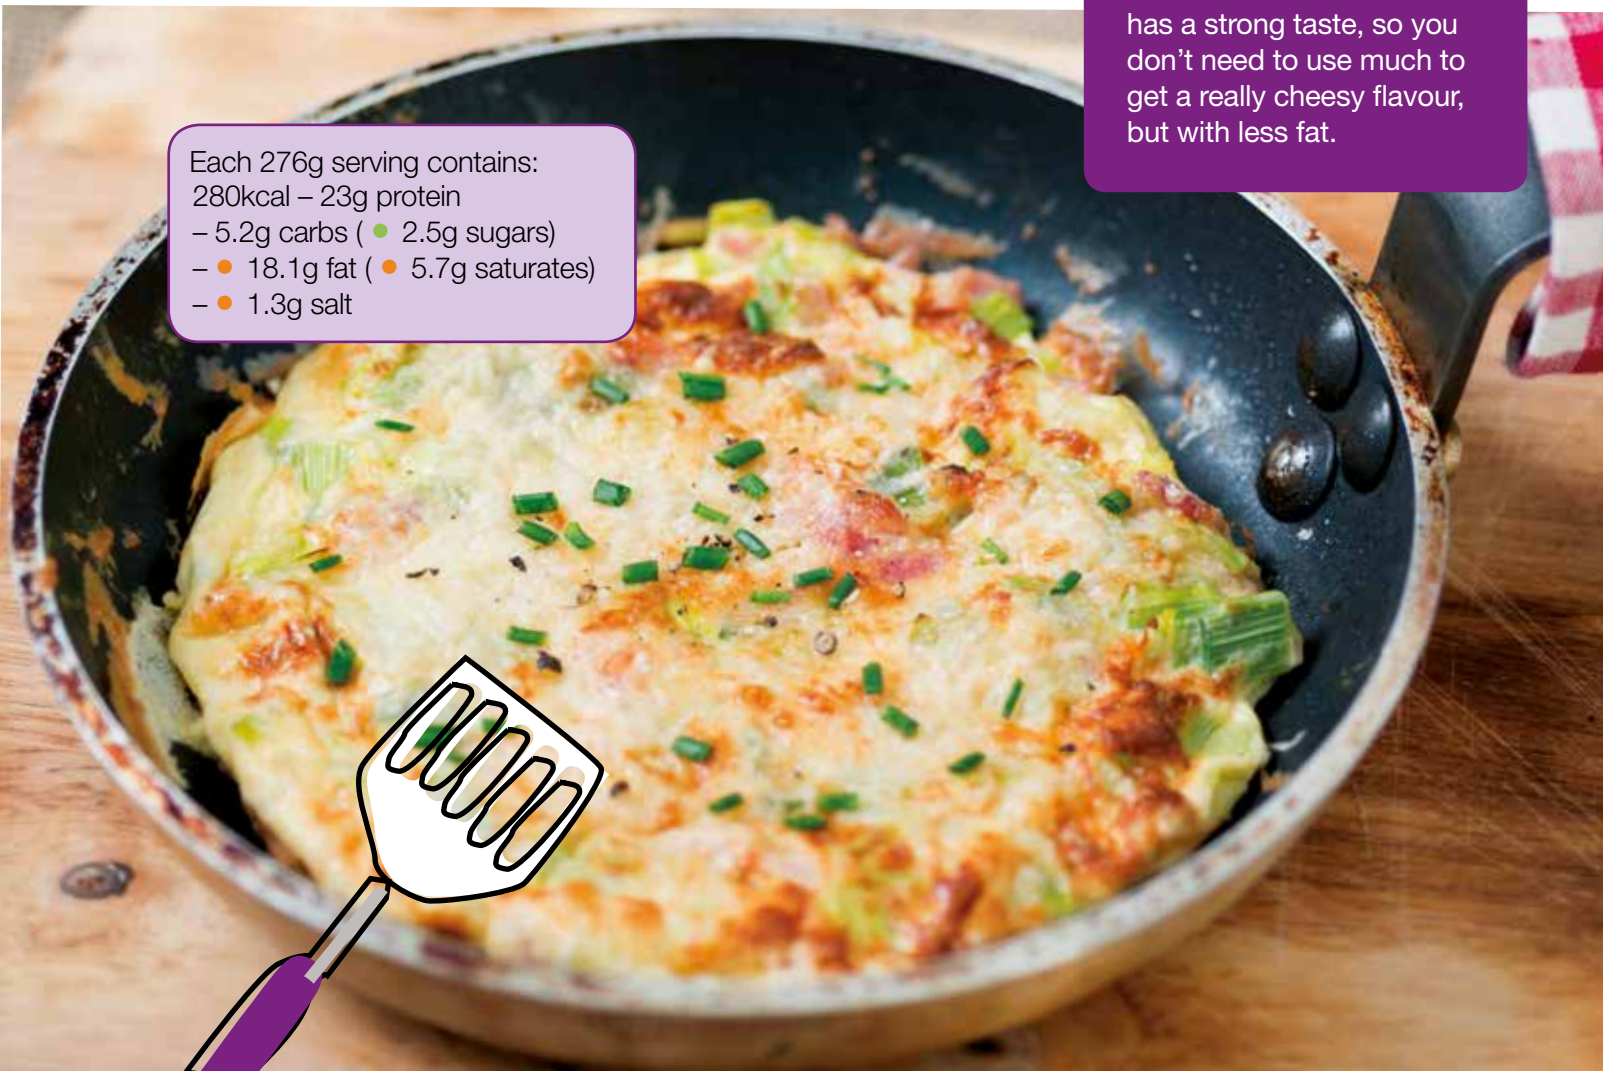 has a strong taste, so you
don't need to use much to
get a really cheesy flavour,
but with less fat.
Each 276g serving contains:
280kcal – 23g protein
– 5.2g carbs ( ● 2.5g sugars)
– ● 18.1g fat ( ● 5.7g saturates)
– ● 1.3g salt